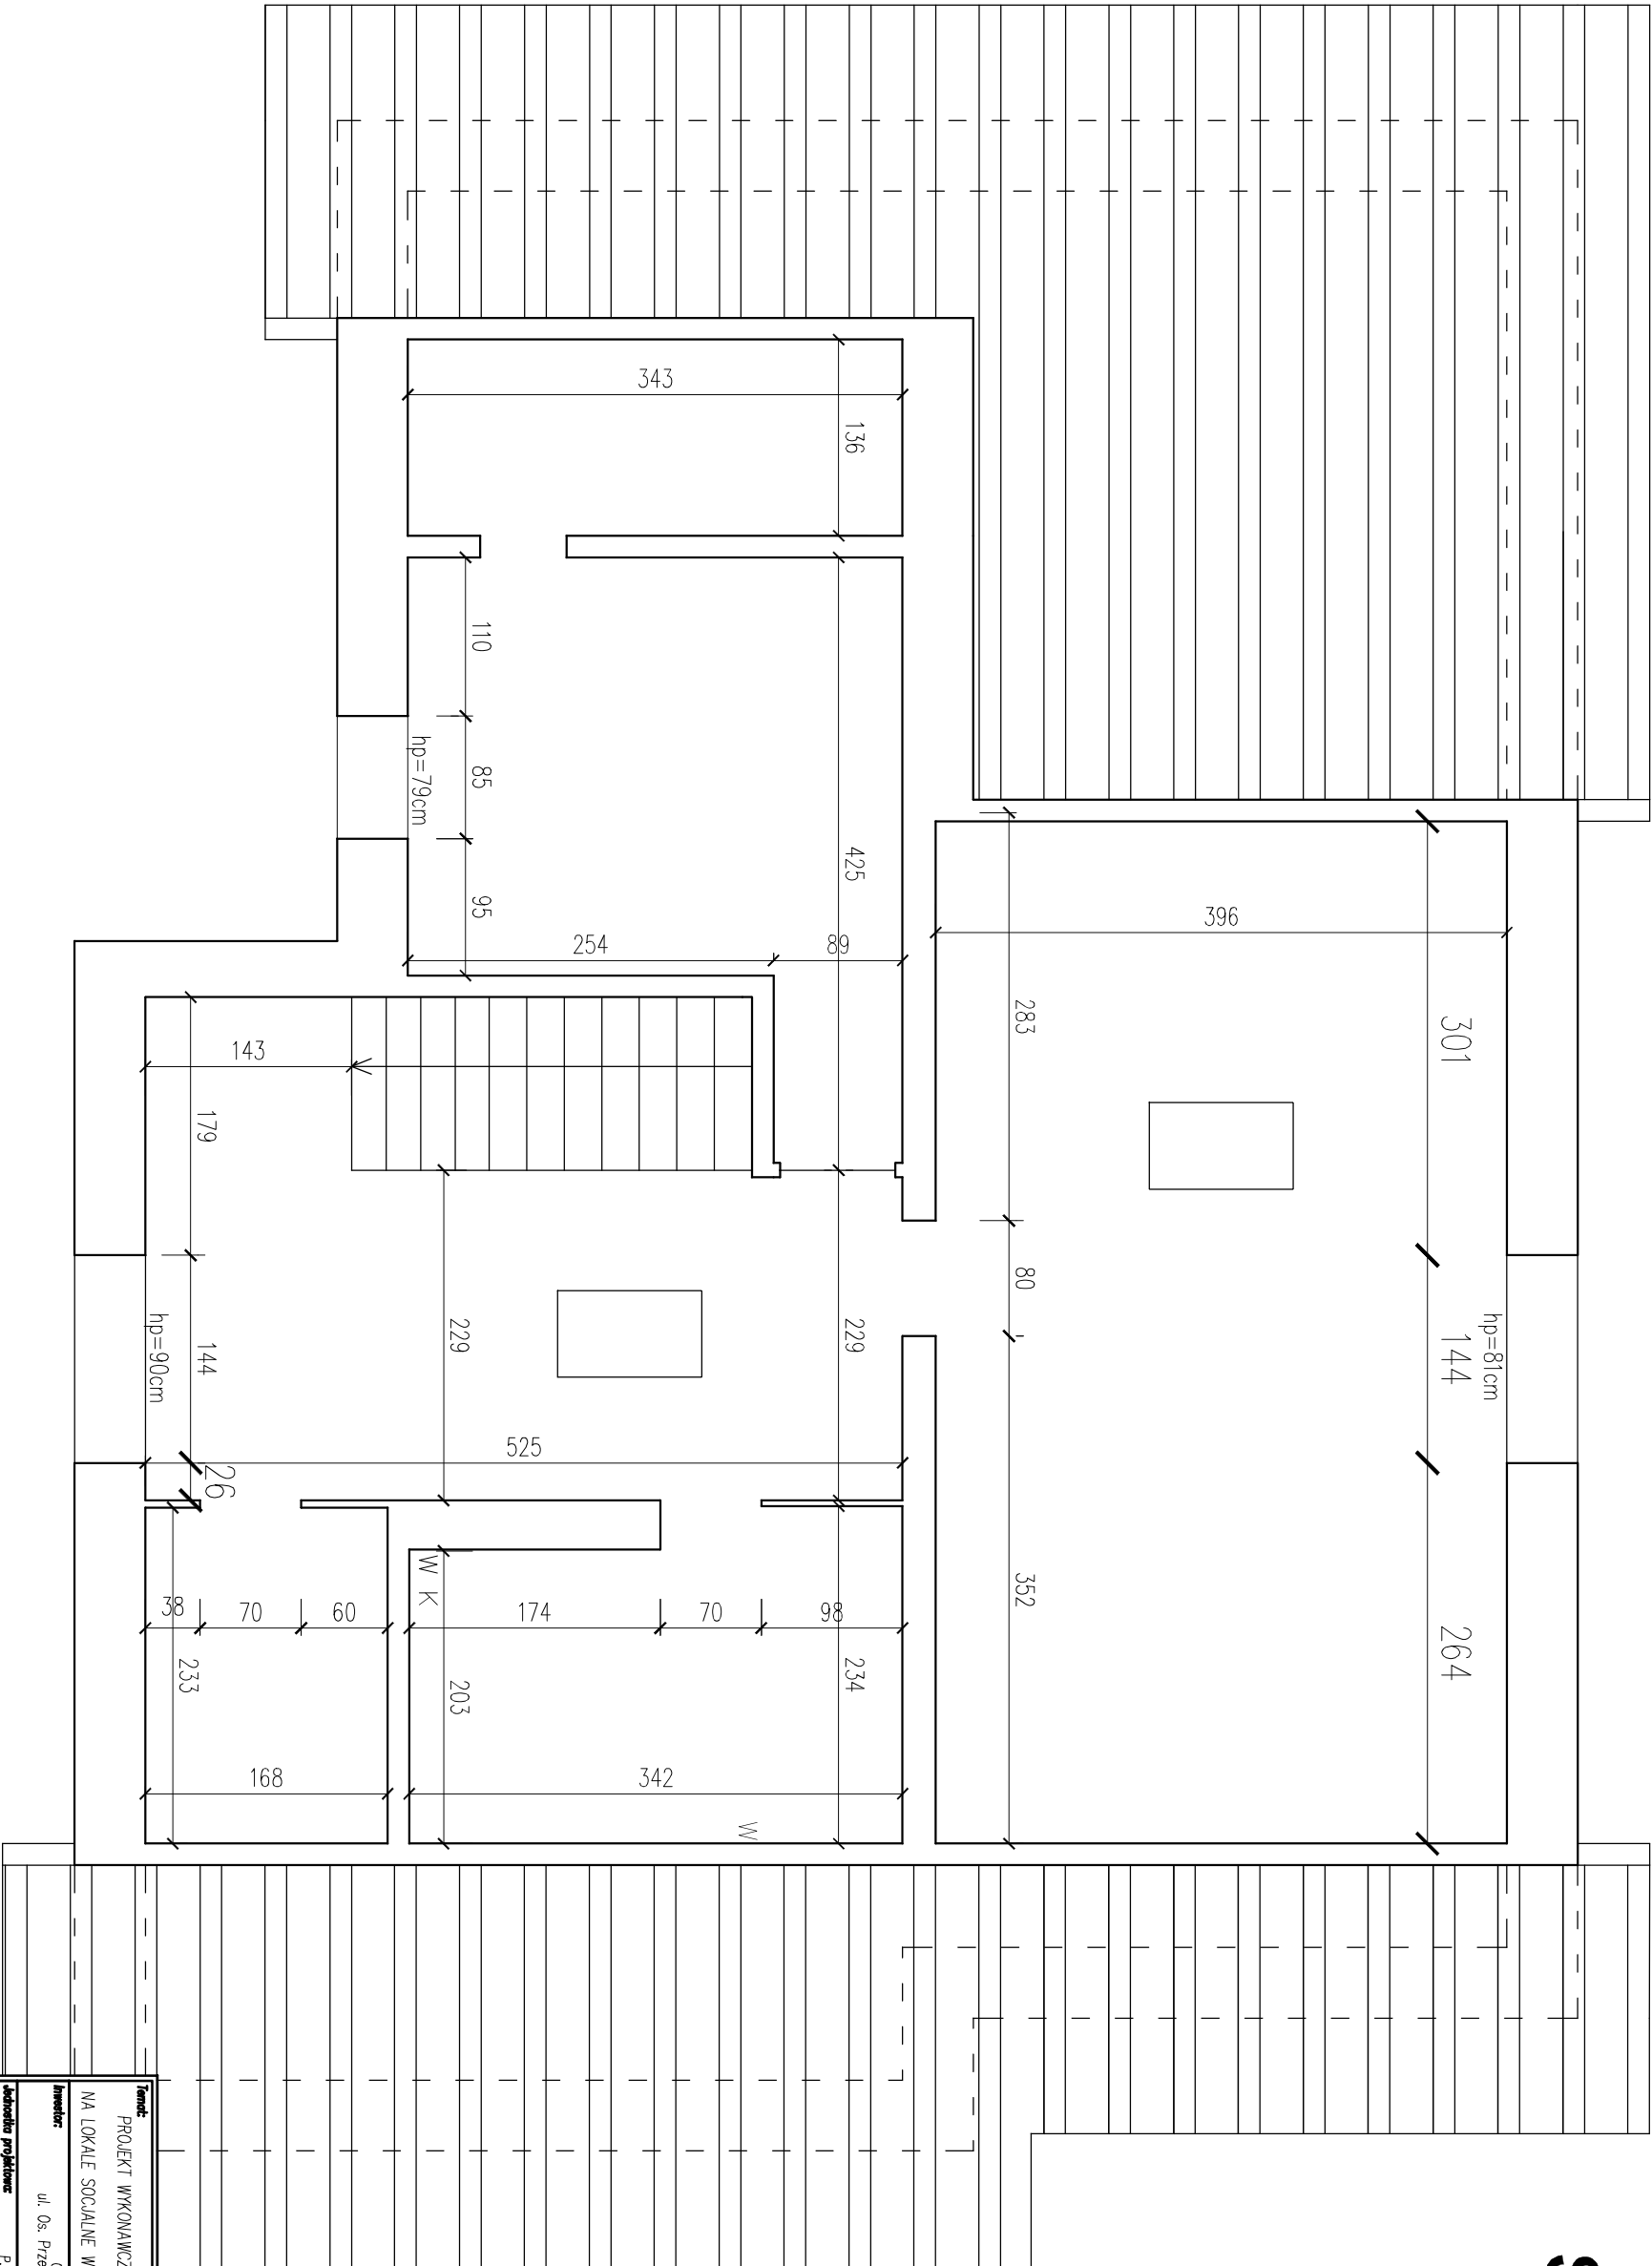 343
136
110
85
95
hp=79cm
425
254
89
396
301
283
143
179
80
hp=81cm
144
229
229
144
hp=90cm
525
26
352
264
W K
38
70
60
174
70
98
233
203
234
168
342
W
Temat:
PROJEKT WYKONAWCZ
NA LOKALE SOCJALNE W
Inwestor:
ul. Os. Prze
Jednostka projektowa:
P.